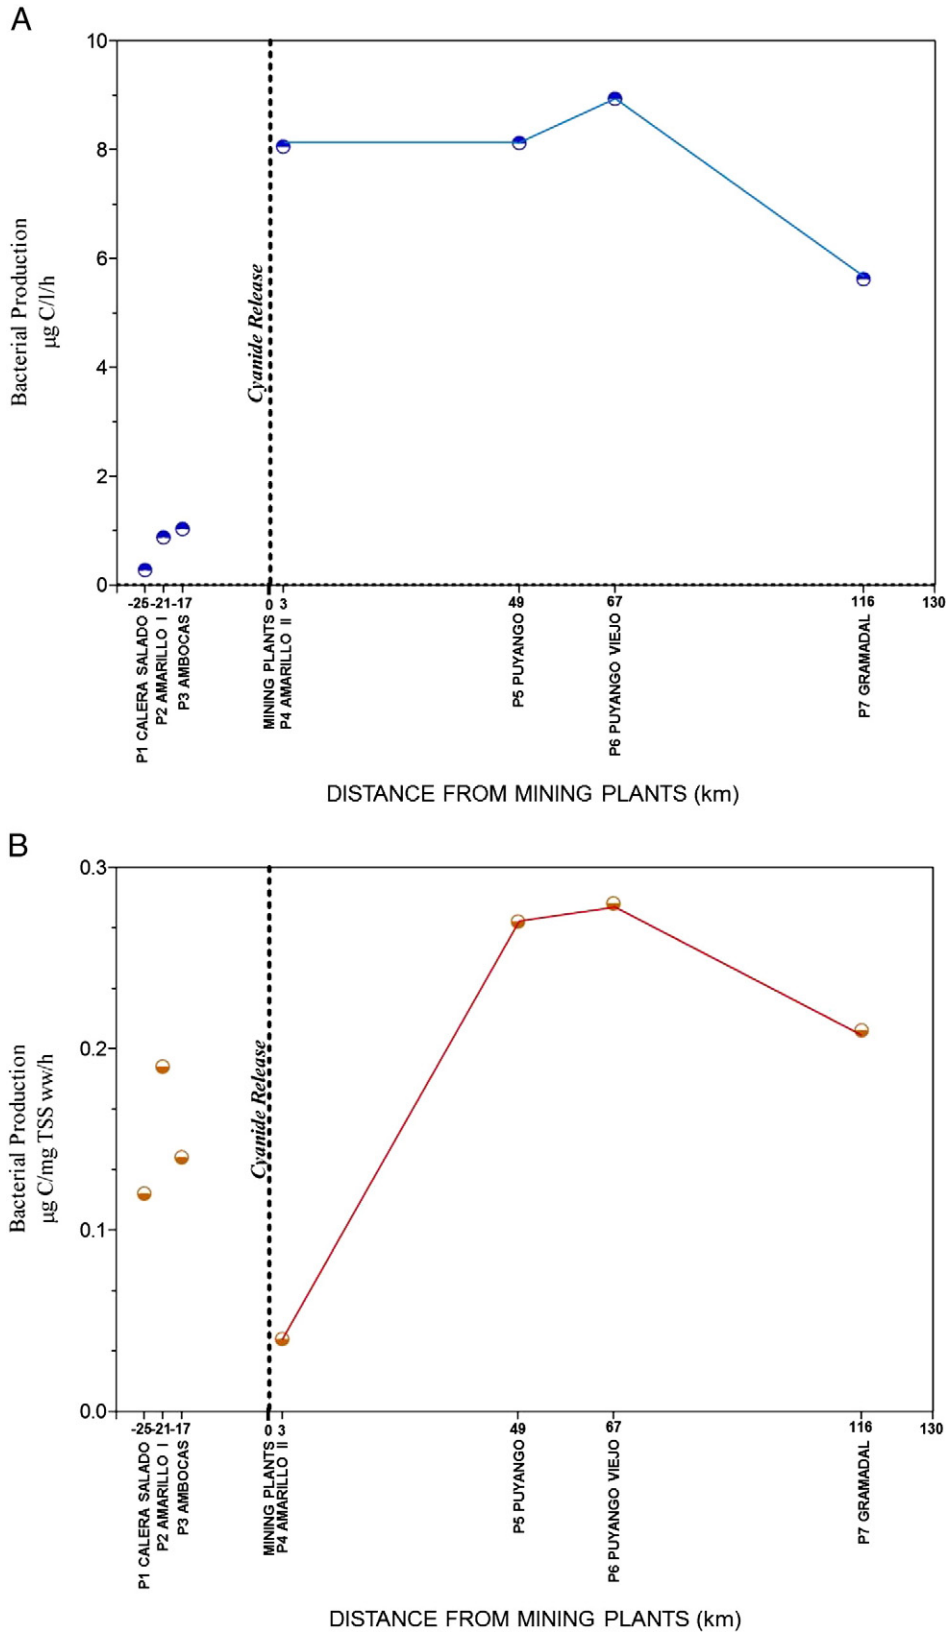 A
10
8
6
4
2
0
Bacterial Production
µg C/l/h
Cyanide Release
-25 -21 -17 0 3 49 67 116 130
P1 CALERA SALADO
P2 AMARILLO I
P3 AMBOCAS
MINING PLANTS
P4 AMARILLO II
P5 PUYANGO
P6 PUYANGO VIEJO
P7 GRAMADAL
DISTANCE FROM MINING PLANTS (km)
B
0.3
0.2
0.1
0.0
Bacterial Production
µg C/mg TSS ww/h
Cyanide Release
-25 -21 -17 0 3 49 67 116 130
P1 CALERA SALADO
P2 AMARILLO I
P3 AMBOCAS
MINING PLANTS
P4 AMARILLO II
P5 PUYANGO
P6 PUYANGO VIEJO
P7 GRAMADAL
DISTANCE FROM MINING PLANTS (km)